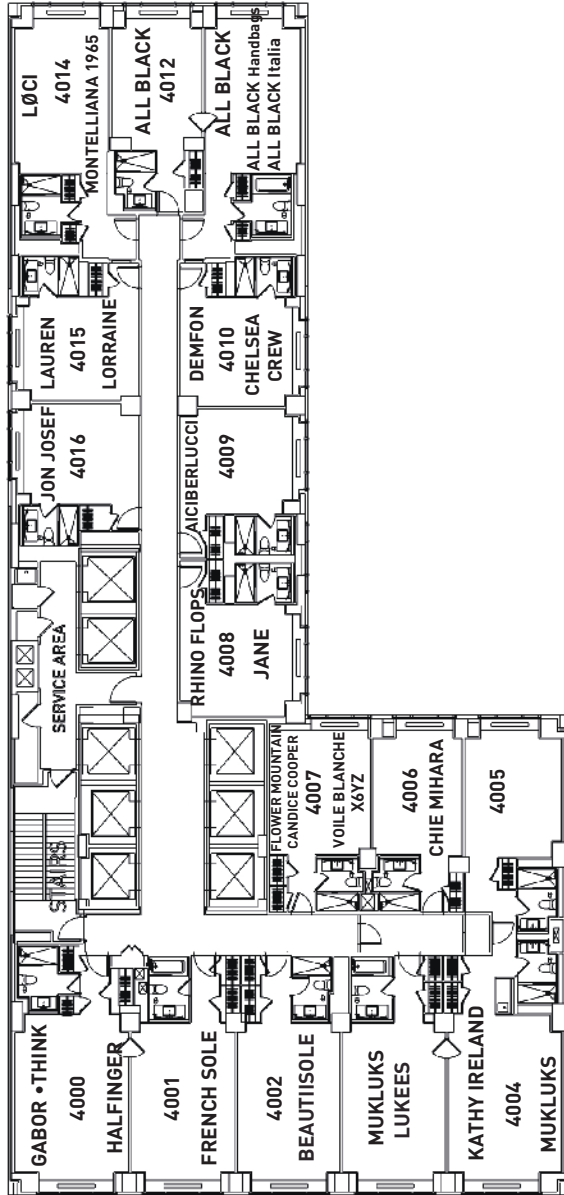 LØCI
4014
MONTELLIANA 1965
ALL BLACK
4012
ALL BLACK
ALL BLACK Handbags
ALL BLACK Italia
LAUREN
4015
LORRAINE
DEMFON
4010
CHELSEA
CREW
JON JOSEF
4016
AICIBERLUCCI
4009
RHINO FLOPS
4008
JANE
SERVICE AREA
FLOWER MOUNTAIN
CANDICE COOPER
4007
VOILE BLANCHE
X6YZ
4006
CHIE MIHARA
4005
STAIRS
GABOR •THINK
4000
HALFINGER
4001
FRENCH SOLE
4002
BEAUTIISOLE
MUKLUKS
LUKEES
KATHY IRELAND
4004
MUKLUKS